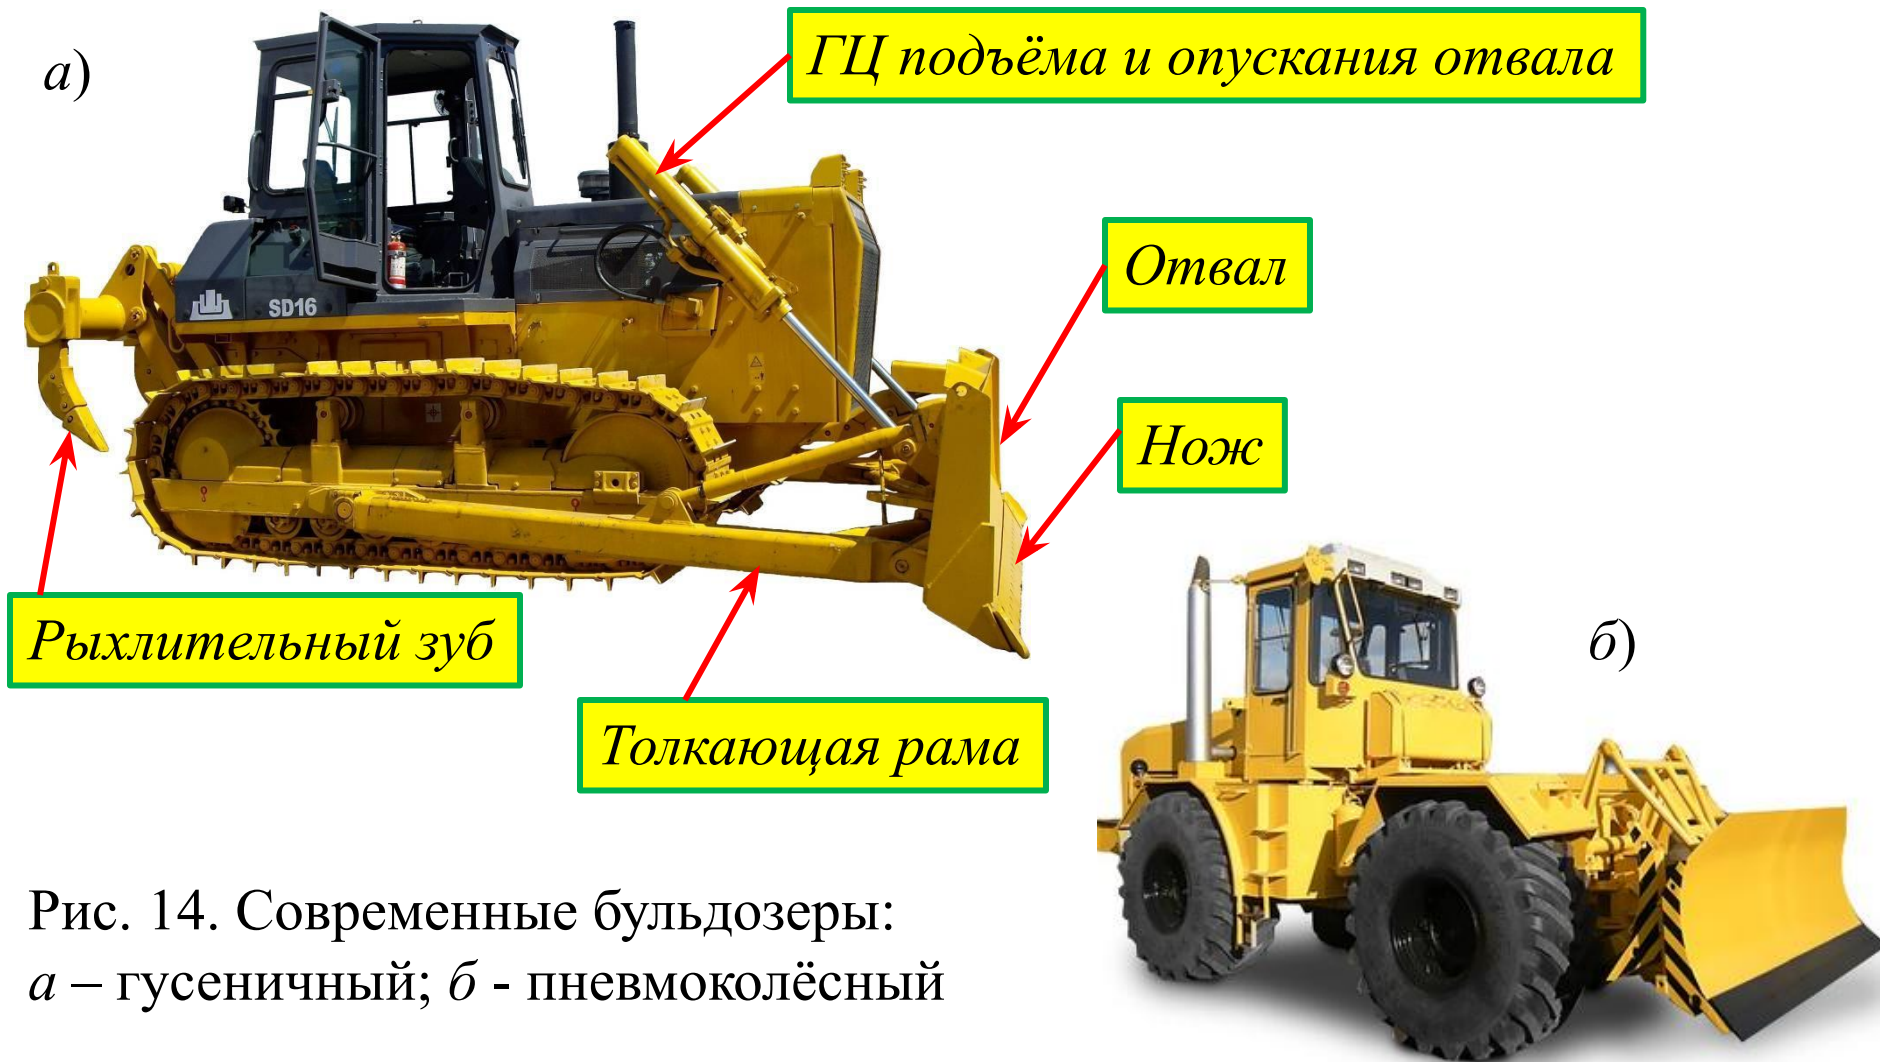 а)
ГЦ подъёма и опускания отвала
Отвал
SD16
Нож
Рыхлительный зуб
б)
Толкающая рама
Рис. 14. Современные бульдозеры:
а – гусеничный; б - пневмоколёсный